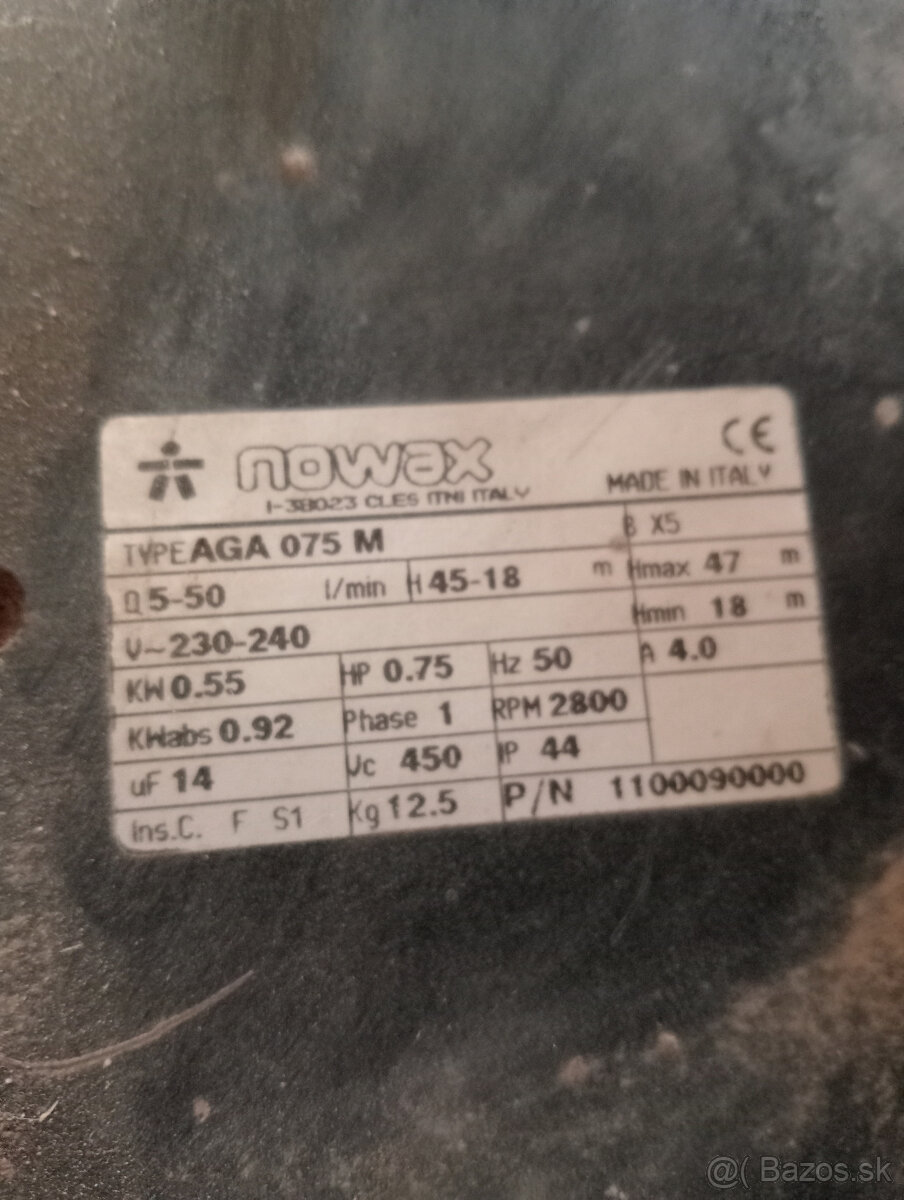 nowax
CE
I-38023 CLES (TN) ITALY
MADE IN ITALY
TYPE AGA 075 M
B X5
Q 5-50 l/min H 45-18 m Hmax 47 m
V~230-240 Hmin 18 m
KW 0.55 HP 0.75 Hz 50 A 4.0
KWabs 0.92 Phase 1 RPM 2800
uF 14 Vc 450 IP 44
Ins.C. F S1 Kg 12.5 P/N 1100090000
@( Bazos.sk